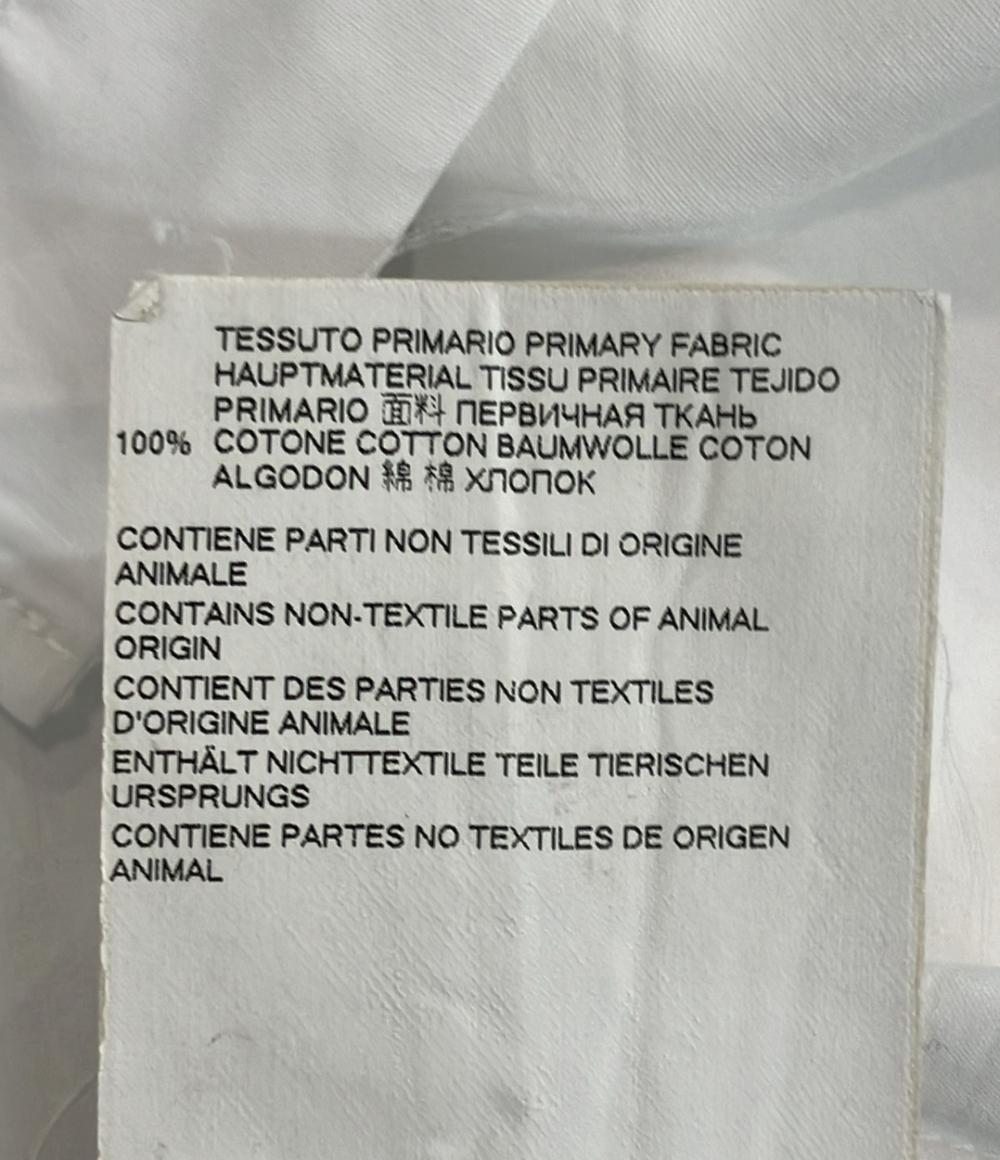 TESSUTO PRIMARIO PRIMARY FABRIC
HAUPTMATERIAL TISSU PRIMAIRE TEJIDO
PRIMARIO 面料 ПЕРВИЧНАЯ ТКАНЬ
100% COTONE COTTON BAUMWOLLE COTON
ALGODON 綿 棉 ХЛОПОК
CONTIENE PARTI NON TESSILI DI ORIGINE
ANIMALE
CONTAINS NON-TEXTILE PARTS OF ANIMAL
ORIGIN
CONTIENT DES PARTIES NON TEXTILES
D'ORIGINE ANIMALE
ENTHÄLT NICHTTEXTILE TEILE TIERISCHEN
URSPRUNGS
CONTIENE PARTES NO TEXTILES DE ORIGEN
ANIMAL